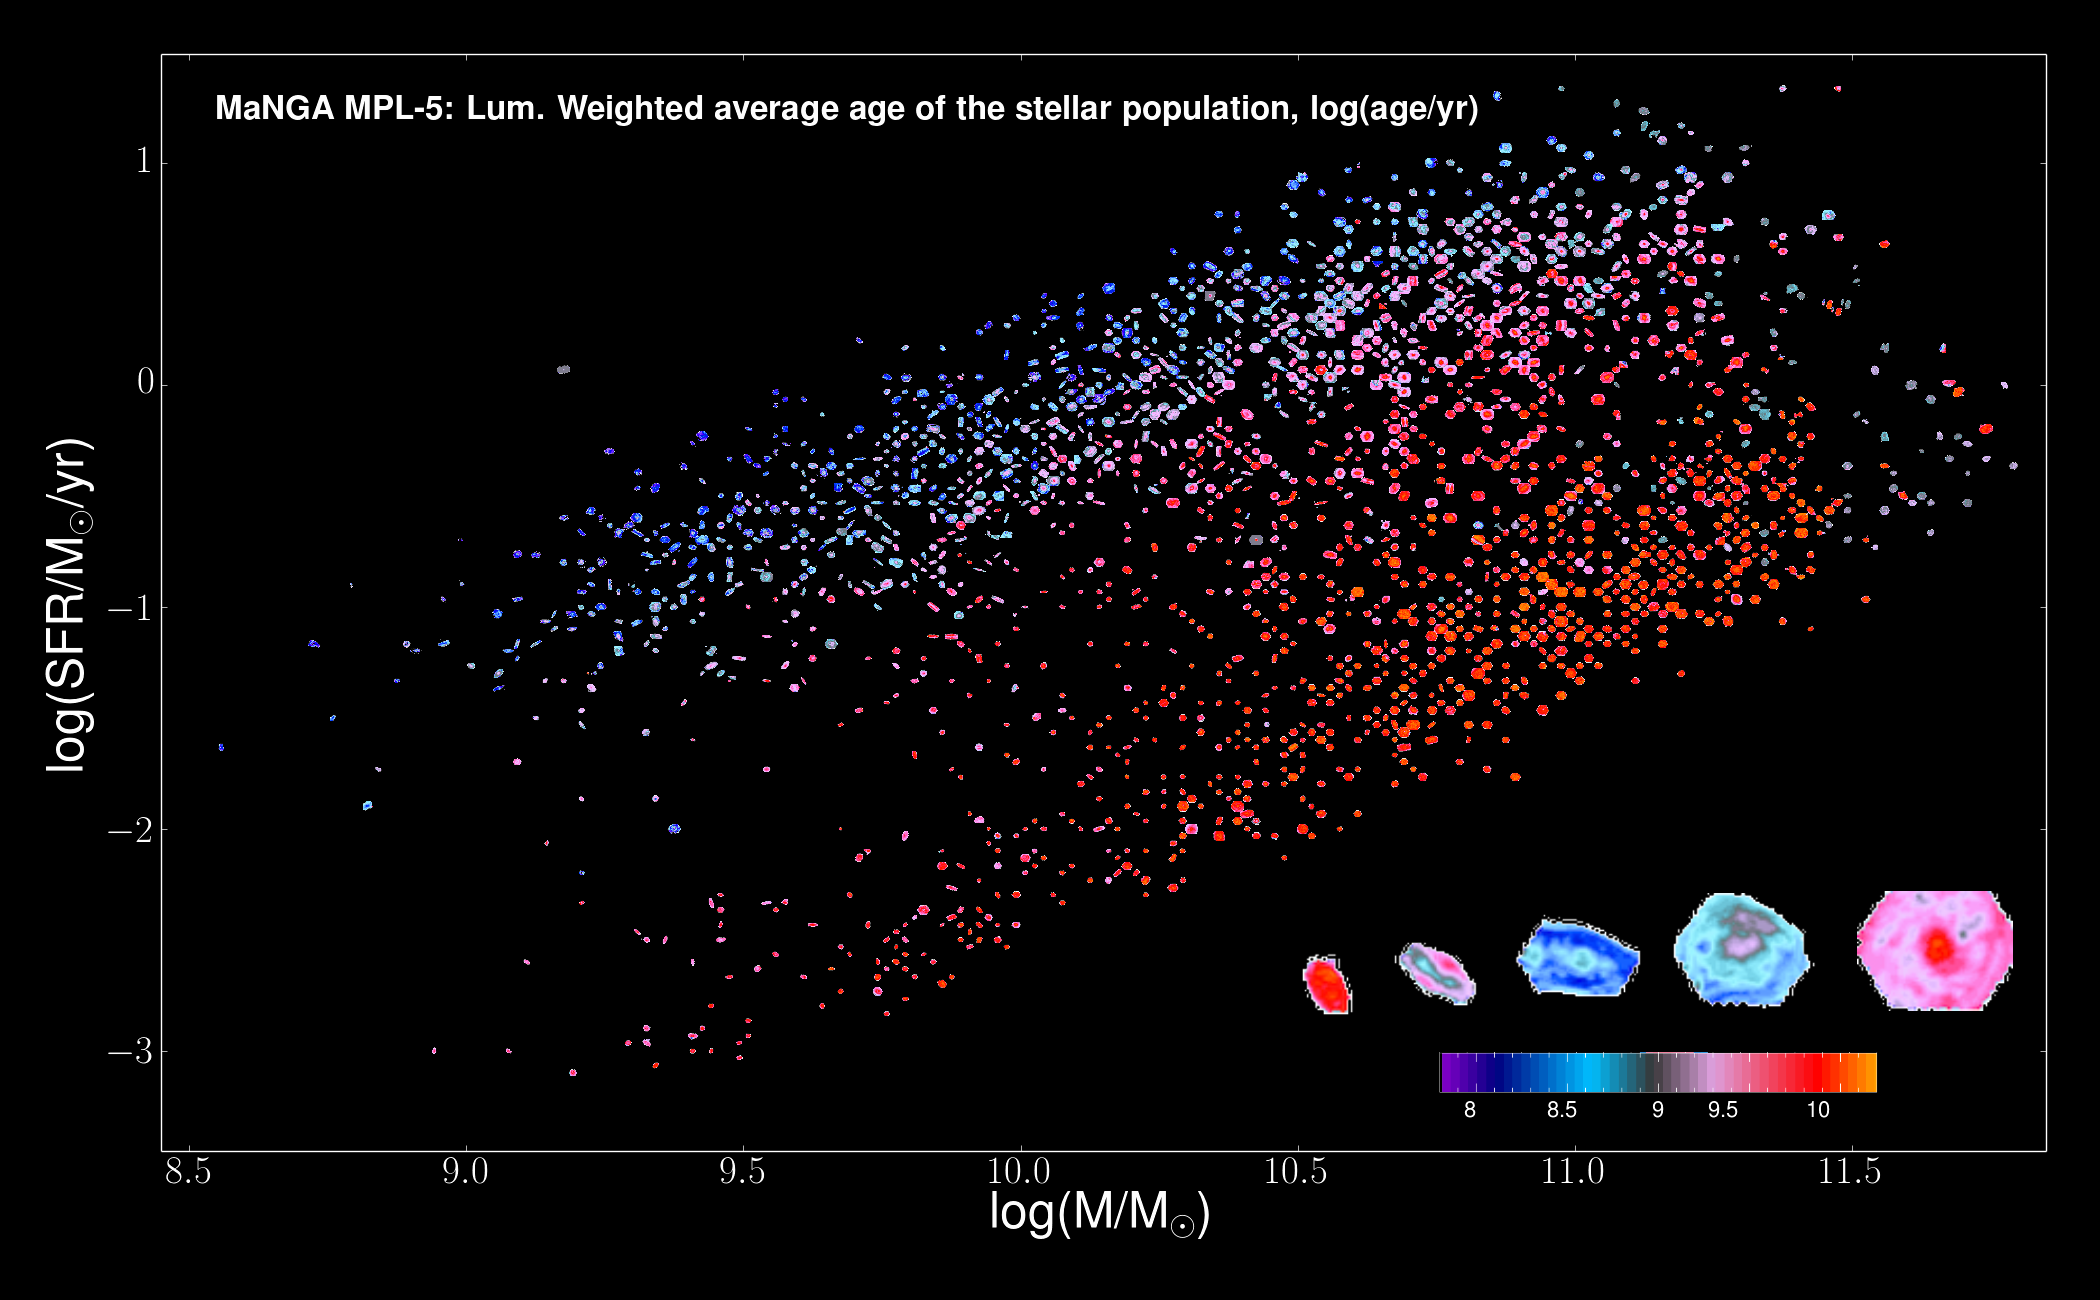 MaNGA MPL-5: Lum. Weighted average age of the stellar population, log(age/yr)
log(SFR/M⊙/yr)
1
0
−1
−2
−3
8 8.5 9 9.5 10
8.5 9.0 9.5 10.0 10.5 11.0 11.5
log(M/M⊙)